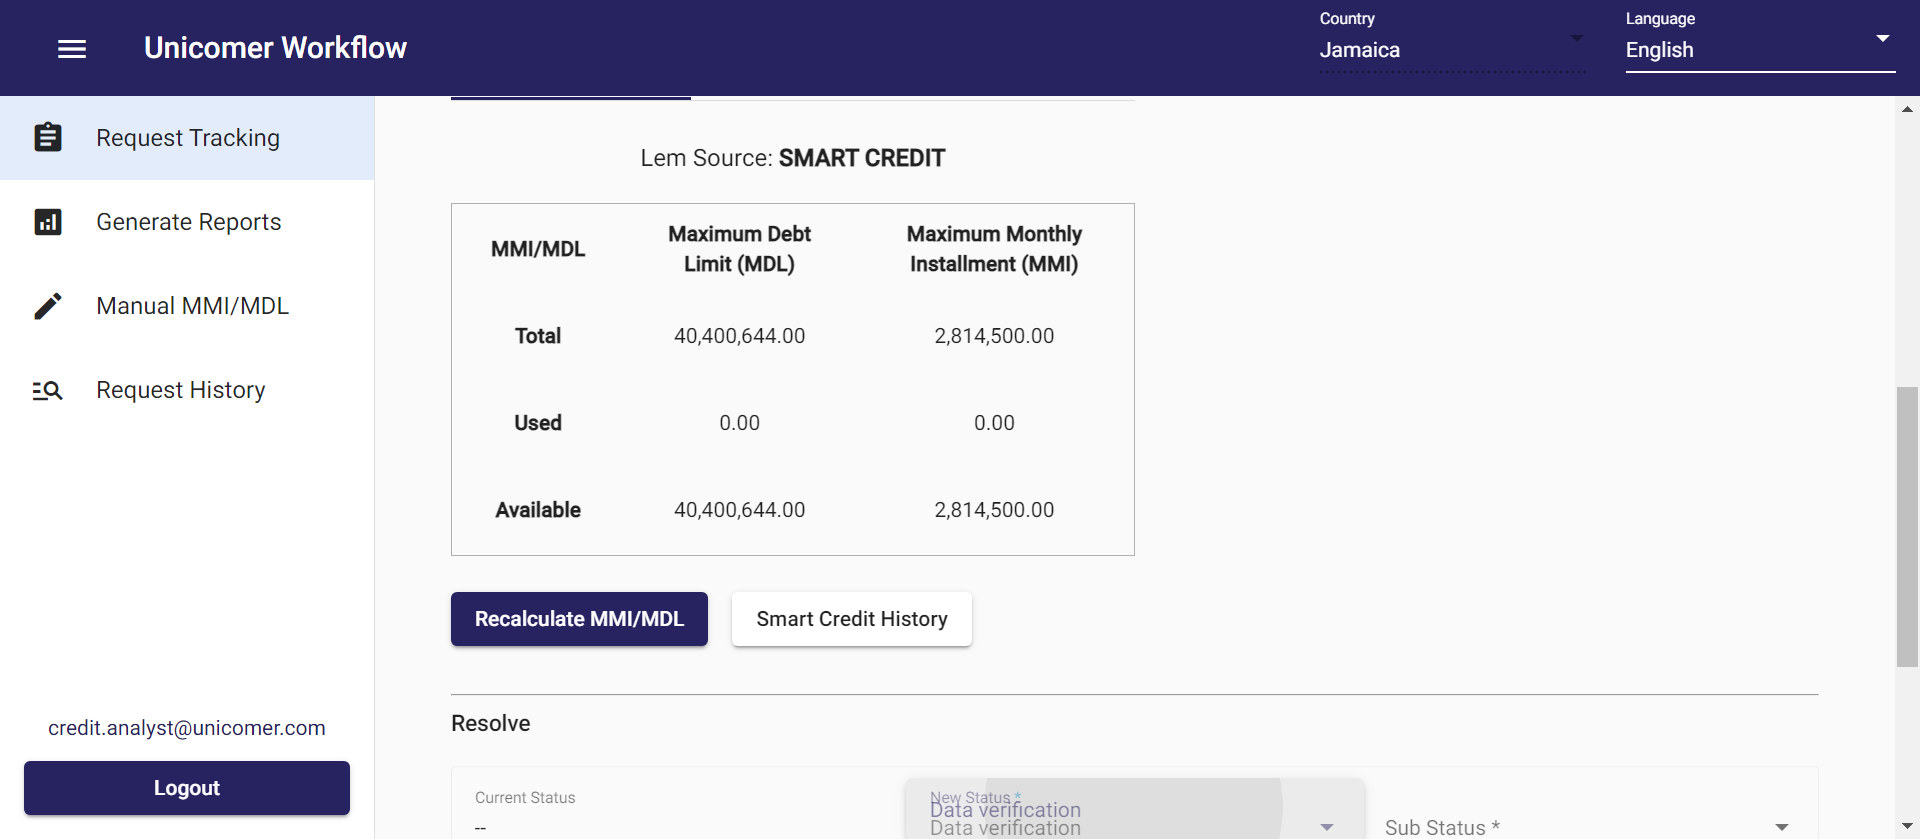 Unicomer Workflow
Country
Jamaica
Language
English
Request Tracking
Generate Reports
Manual MMI/MDL
Request History
credit.analyst@unicomer.com
Logout
Lem Source: SMART CREDIT
MMI/MDL
Maximum Debt
Limit (MDL)
Maximum Monthly
Installment (MMI)
Total
40,400,644.00
2,814,500.00
Used
0.00
0.00
Available
40,400,644.00
2,814,500.00
Recalculate MMI/MDL
Smart Credit History
Resolve
Current Status
--
New Status *
Data verification
Data verification
Sub Status *